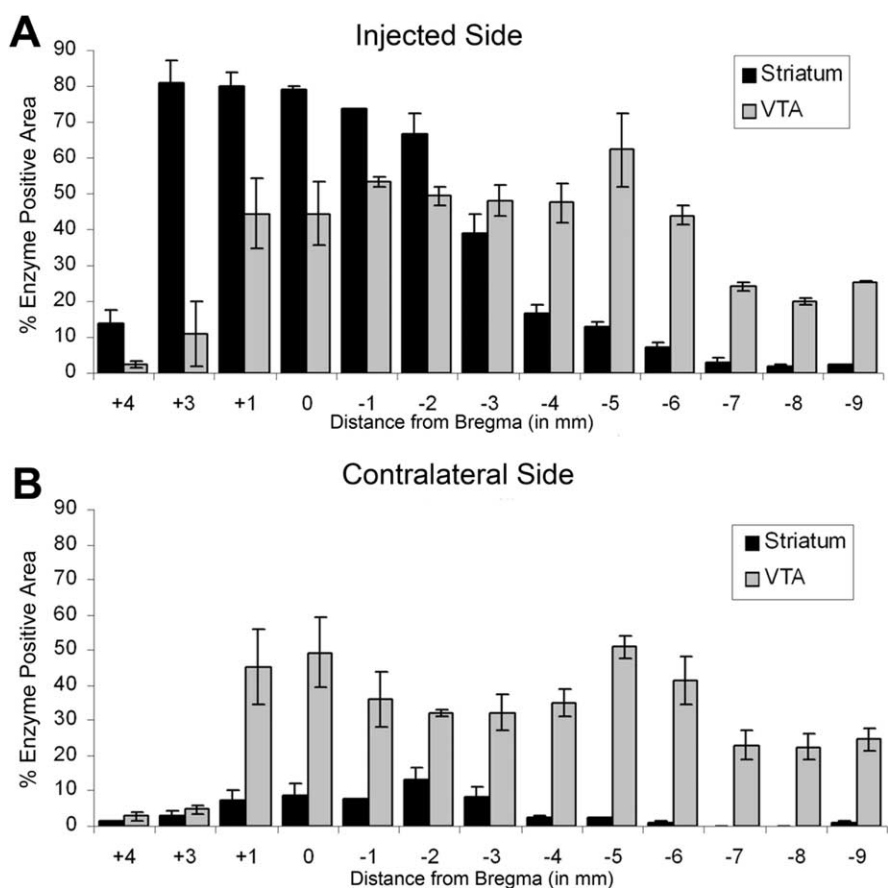 A
Injected Side
% Enzyme Positive Area
90
80
70
60
50
40
30
20
10
0
Striatum
VTA
+4 +3 +1 0 -1 -2 -3 -4 -5 -6 -7 -8 -9
Distance from Bregma (in mm)
B
Contralateral Side
% Enzyme Positive Area
90
80
70
60
50
40
30
20
10
0
Striatum
VTA
+4 +3 +1 0 -1 -2 -3 -4 -5 -6 -7 -8 -9
Distance from Bregma (in mm)